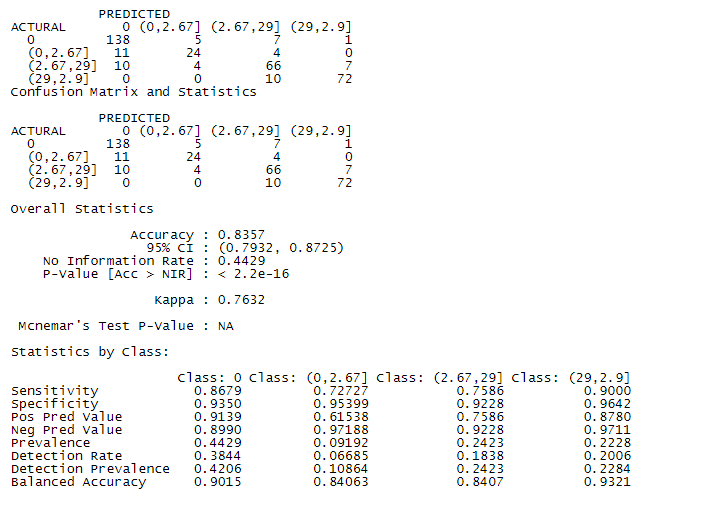 PREDICTED
ACTURAL 0 (0,2.67] (2.67,29] (29,2.9]
0 138 5 7 1
(0,2.67] 11 24 4 0
(2.67,29] 10 4 66 7
(29,2.9] 0 0 10 72
Confusion Matrix and Statistics
PREDICTED
ACTURAL 0 (0,2.67] (2.67,29] (29,2.9]
0 138 5 7 1
(0,2.67] 11 24 4 0
(2.67,29] 10 4 66 7
(29,2.9] 0 0 10 72
Overall Statistics
Accuracy : 0.8357
95% CI : (0.7932, 0.8725)
No Information Rate : 0.4429
P-Value [Acc > NIR] : < 2.2e-16
Kappa : 0.7632
Mcnemar's Test P-Value : NA
Statistics by Class:
Class: 0 Class: (0,2.67] Class: (2.67,29] Class: (29,2.9]
Sensitivity 0.8679 0.72727 0.7586 0.9000
Specificity 0.9350 0.95399 0.9228 0.9642
Pos Pred Value 0.9139 0.61538 0.7586 0.8780
Neg Pred Value 0.8990 0.97188 0.9228 0.9711
Prevalence 0.4429 0.09192 0.2423 0.2228
Detection Rate 0.3844 0.06685 0.1838 0.2006
Detection Prevalence 0.4206 0.10864 0.2423 0.2284
Balanced Accuracy 0.9015 0.84063 0.8407 0.9321